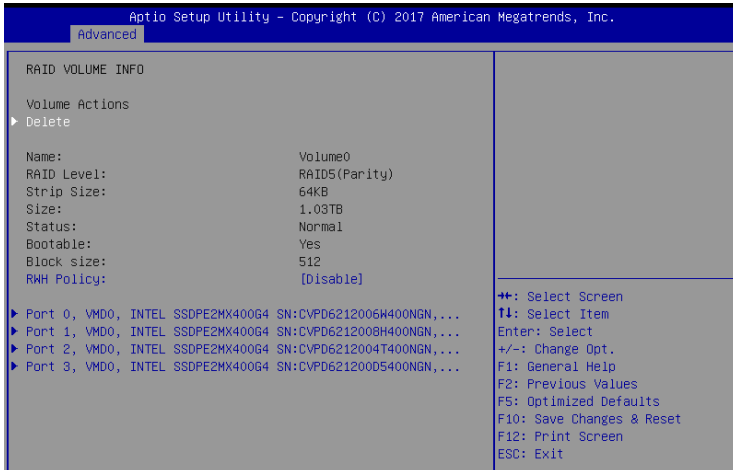 Aptio Setup Utility – Copyright (C) 2017 American Megatrends, Inc.
Advanced
RAID VOLUME INFO
Volume Actions
Delete
Name: Volume0
RAID Level: RAID5(Parity)
Strip Size: 64KB
Size: 1.03TB
Status: Normal
Bootable: Yes
Block size: 512
RWH Policy: [Disable]
Port 0, VMD0, INTEL SSDPE2MX400G4 SN:CVPD6212006W400NGN,...
Port 1, VMD0, INTEL SSDPE2MX400G4 SN:CVPD6212008H400NGN,...
Port 2, VMD0, INTEL SSDPE2MX400G4 SN:CVPD6212004T400NGN,...
Port 3, VMD0, INTEL SSDPE2MX400G4 SN:CVPD621200D5400NGN,...
→←: Select Screen
↑↓: Select Item
Enter: Select
+/-: Change Opt.
F1: General Help
F2: Previous Values
F5: Optimized Defaults
F10: Save Changes & Reset
F12: Print Screen
ESC: Exit